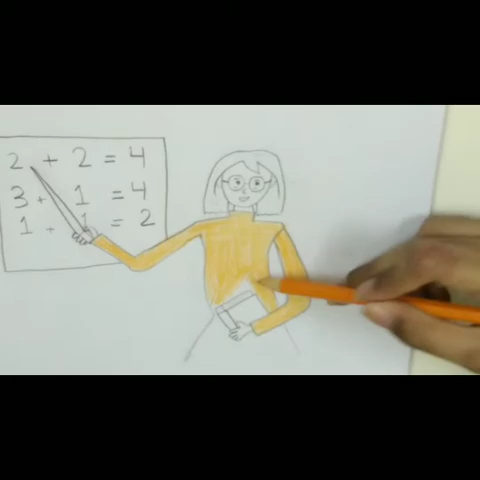 2 + 2 = 4
3 + 1 = 4
1 + 1 = 2